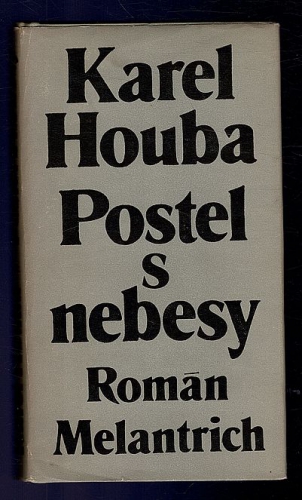 Karel
Houba
Postel
s
nebesy
Román
Melantrich